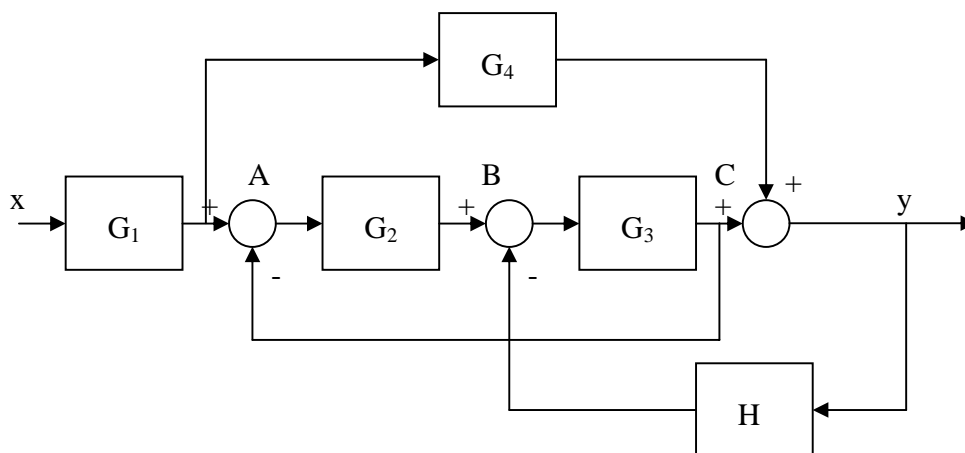 G₄
A
B
C
+
x
+
G₁
G₂
+
G₃
+
y
-
-
H